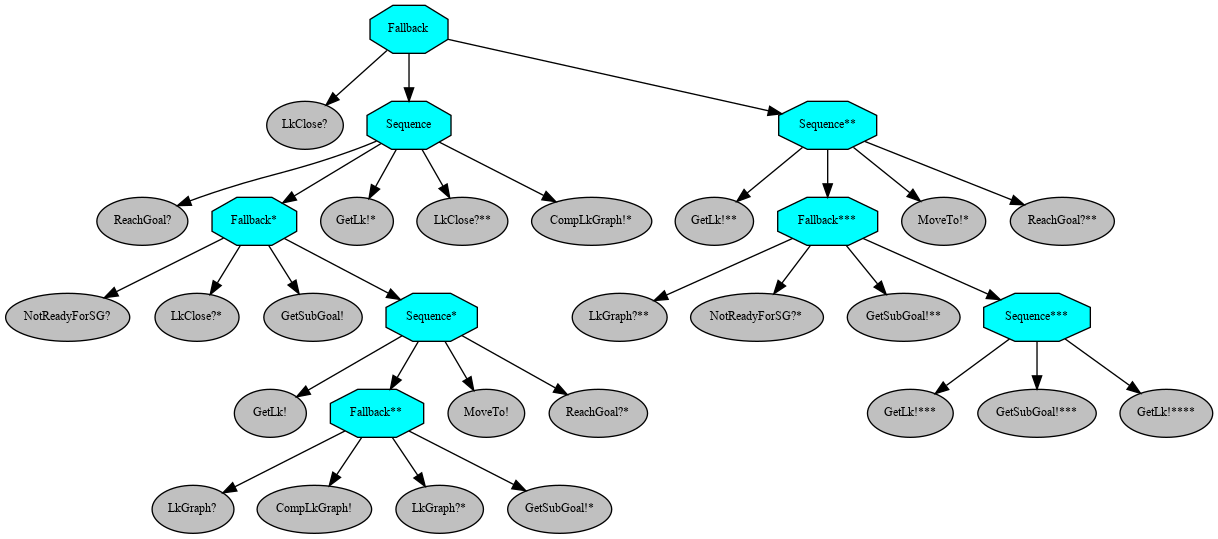 Fallback
LkClose?
Sequence
Sequence**
ReachGoal?
Fallback*
GetLk!*
LkClose?**
CompLkGraph!*
GetLk!**
Fallback***
MoveTo!*
ReachGoal?**
NotReadyForSG?
LkClose?*
GetSubGoal!
Sequence*
LkGraph?**
NotReadyForSG?*
GetSubGoal!**
Sequence***
GetLk!
Fallback**
MoveTo!
ReachGoal?*
GetLk!***
GetSubGoal!***
GetLk!****
LkGraph?
CompLkGraph!
LkGraph?*
GetSubGoal!*